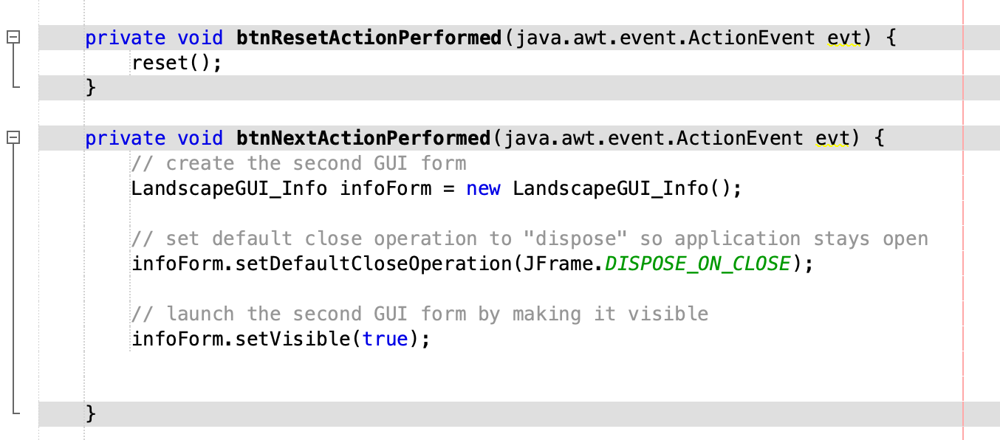 private void btnResetActionPerformed(java.awt.event.ActionEvent evt) {
reset();
}
private void btnNextActionPerformed(java.awt.event.ActionEvent evt) {
// create the second GUI form
LandscapeGUI_Info infoForm = new LandscapeGUI_Info();
// set default close operation to "dispose" so application stays open
infoForm.setDefaultCloseOperation(JFrame.DISPOSE_ON_CLOSE);
// launch the second GUI form by making it visible
infoForm.setVisible(true);
}